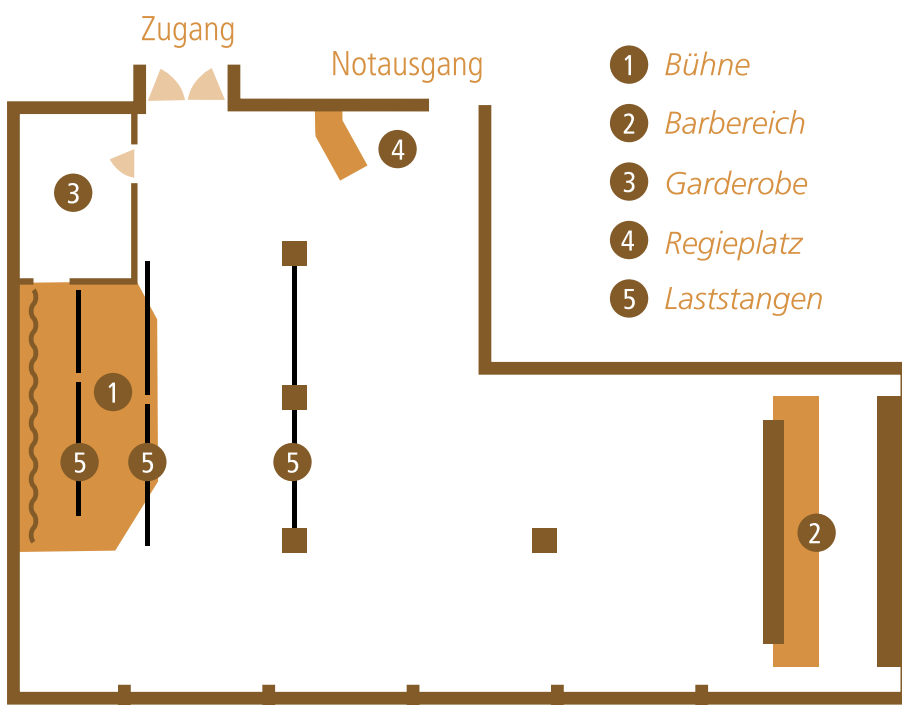 Zugang
Notausgang
1 Bühne
2 Barbereich
3 Garderobe
4 Regieplatz
5 Laststangen
4
3
1
5 5 5
2